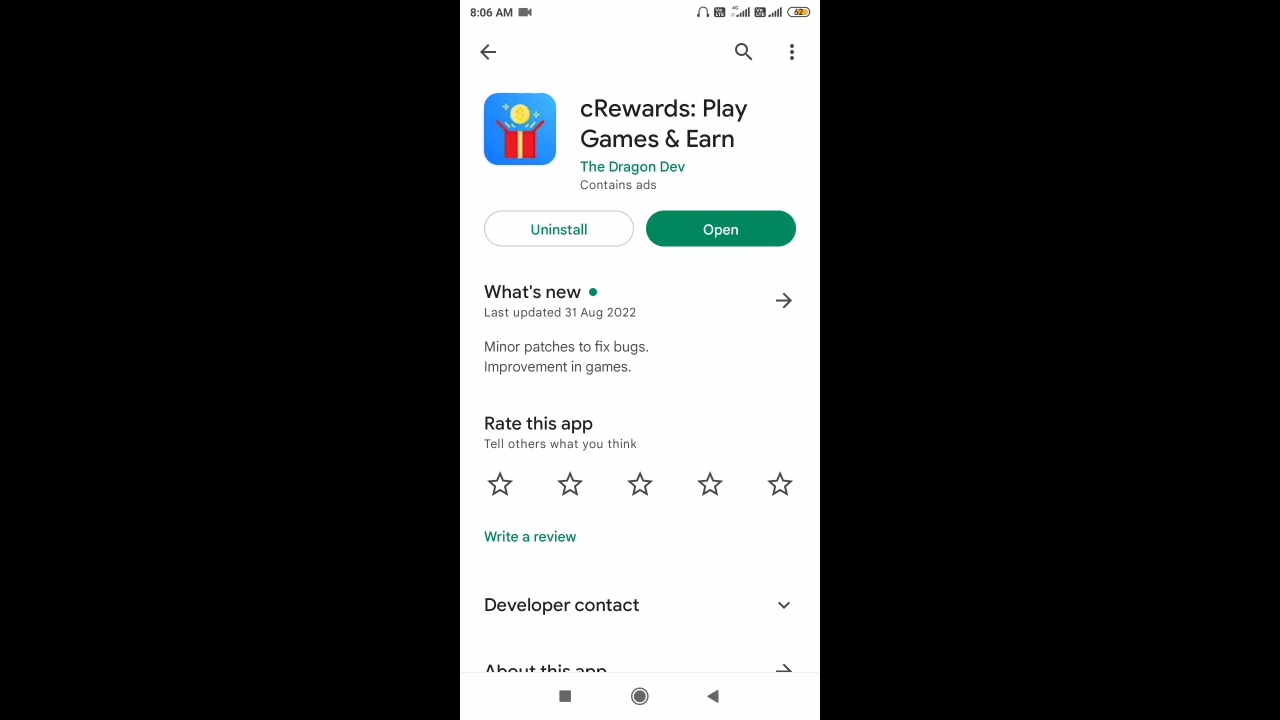 8:06 AM
4G
62
cRewards: Play
Games & Earn
The Dragon Dev
Contains ads
Uninstall
Open
What's new
Last updated 31 Aug 2022
Minor patches to fix bugs.
Improvement in games.
Rate this app
Tell others what you think
Write a review
Developer contact
About this app